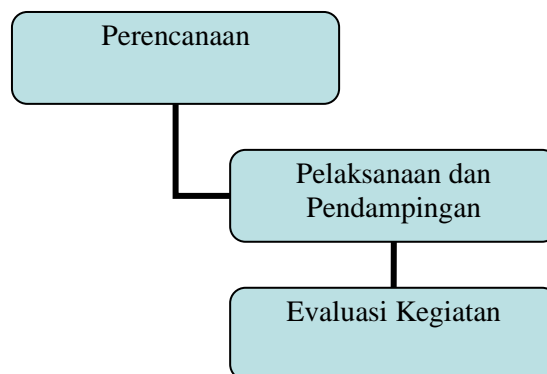 Perencanaan
Pelaksanaan dan
Pendampingan
Evaluasi Kegiatan